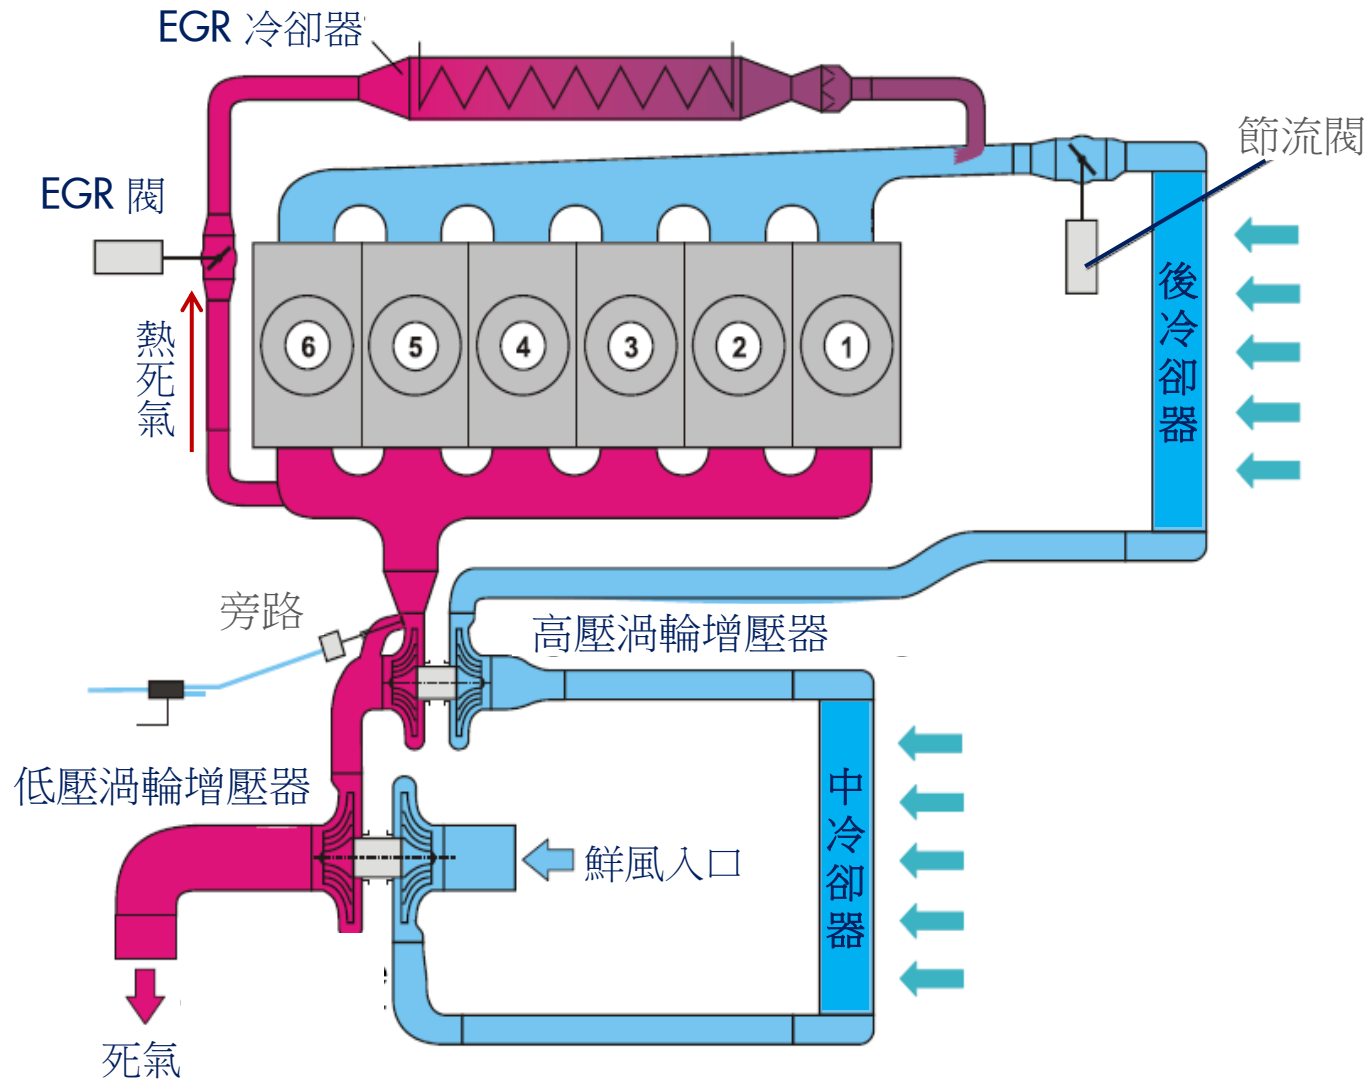 EGR 冷卻器
節流閥
EGR 閥
後冷卻器
熱死氣
6 5 4 3 2 1
旁路
高壓渦輪增壓器
低壓渦輪增壓器
中冷卻器
鮮風入口
死氣